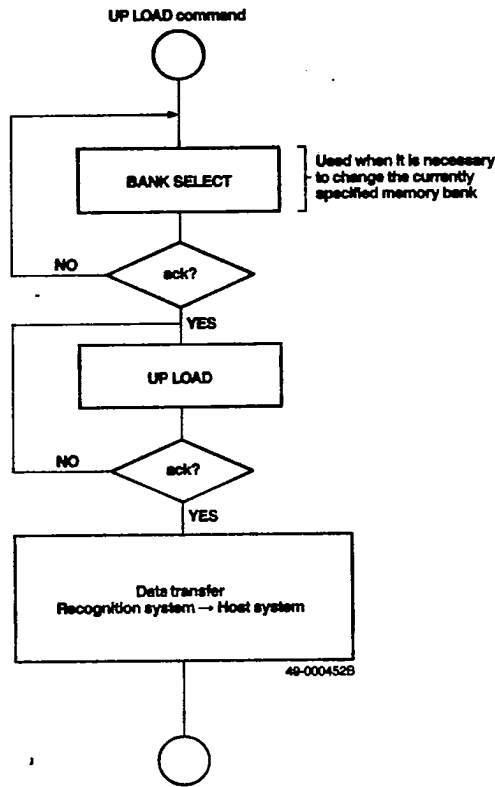 UP LOAD command
BANK SELECT
Used when it is necessary
to change the currently
specified memory bank
NO
ack?
YES
UP LOAD
NO
ack?
YES
Data transfer
Recognition system → Host system
49-000452B